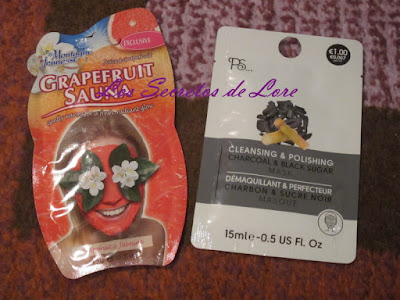 EXCLUSIVE
Montagne
Jeunesse
GRAPEFRUIT
SAUNA
Los Secretos de Lore
€1.00
PS...
CLEANSING & POLISHING
CHARCOAL & BLACK SUGAR
MASK
DÉMAQUILLANT & PERFECTEUR
CHARBON & SUCRE NOIR
MASQUE
15ml℮-0.5 US FL Oz